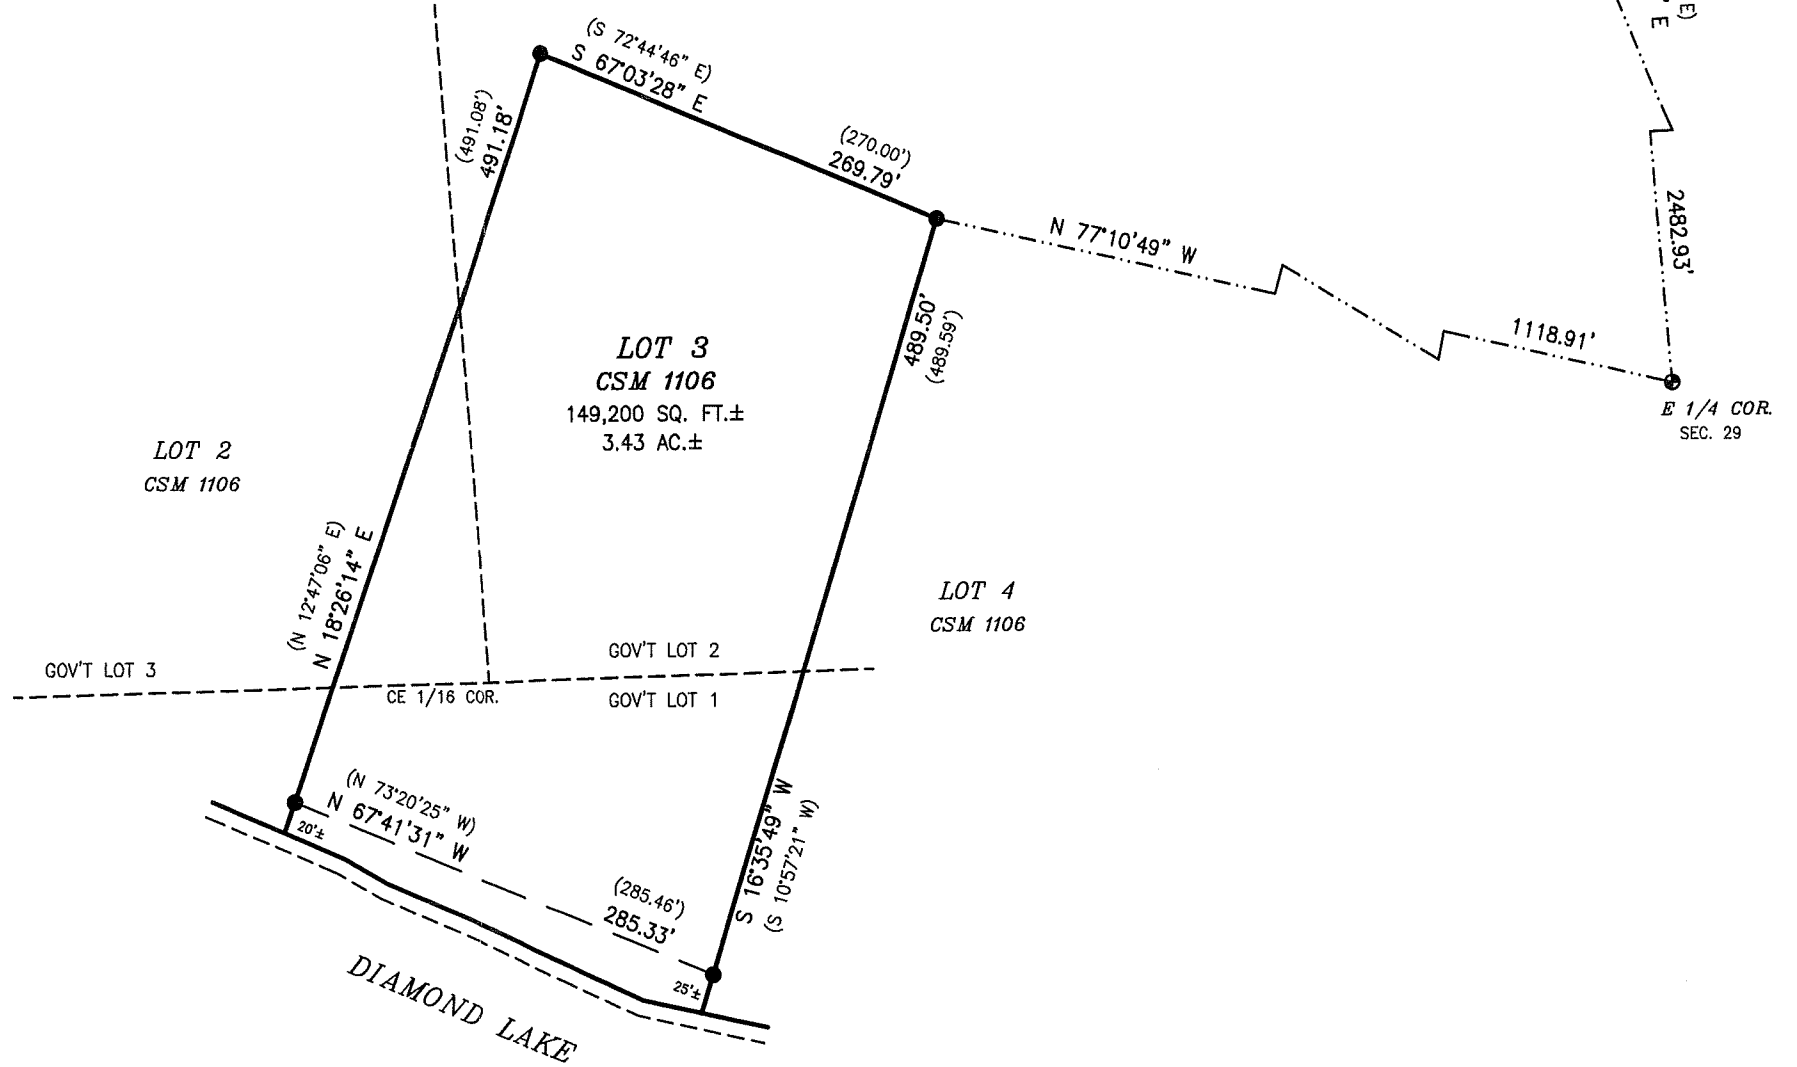 (S 72°44'46" E)
S 67°03'28" E
(491.08')
491.18'
(270.00')
269.79'
E)
E
N 77°10'49" W
2482.93'
1118.91'
E 1/4 COR.
SEC. 29
489.50'
(489.59')
LOT 3
CSM 1106
149,200 SQ. FT.±
3.43 AC.±
LOT 2
CSM 1106
(N 12°47'06" E)
N 18°26'14" E
LOT 4
CSM 1106
GOV'T LOT 3
GOV'T LOT 2
CE 1/16 COR.
GOV'T LOT 1
(N 73°20'25" W)
N 67°41'31" W
20'±
(285.46')
285.33'
S 16°35'49" W
(S 10°57'21" W)
25'±
DIAMOND LAKE